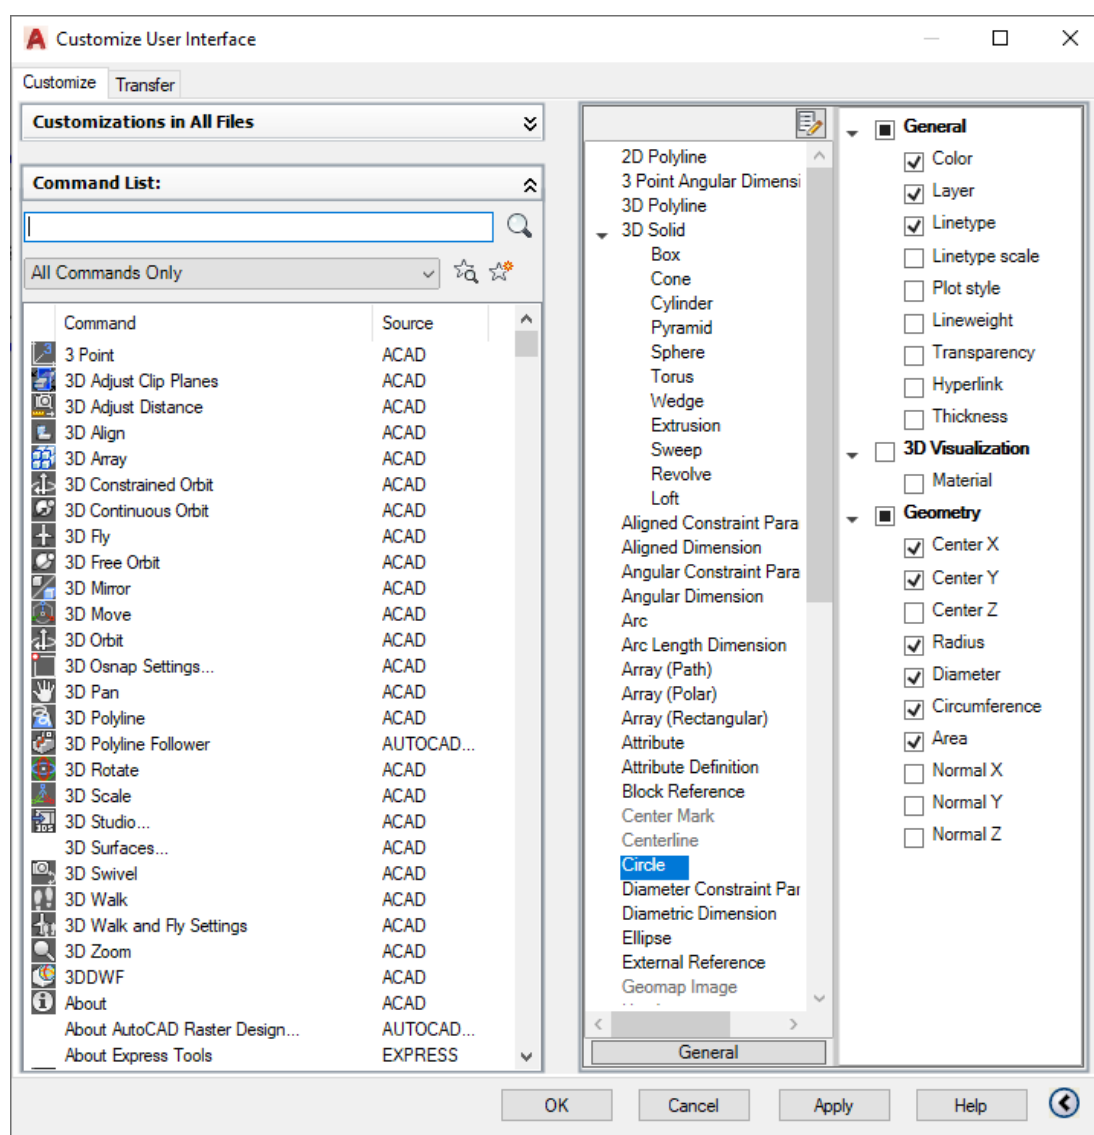 Customize User Interface
Customize
Transfer
Customizations in All Files
Command List:
All Commands Only
Command Source
3 Point ACAD
3D Adjust Clip Planes ACAD
3D Adjust Distance ACAD
3D Align ACAD
3D Array ACAD
3D Constrained Orbit ACAD
3D Continuous Orbit ACAD
3D Fly ACAD
3D Free Orbit ACAD
3D Mirror ACAD
3D Move ACAD
3D Orbit ACAD
3D Osnap Settings... ACAD
3D Pan ACAD
3D Polyline ACAD
3D Polyline Follower AUTOCAD...
3D Rotate ACAD
3D Scale ACAD
3D Studio... ACAD
3D Surfaces... ACAD
3D Swivel ACAD
3D Walk ACAD
3D Walk and Fly Settings ACAD
3D Zoom ACAD
3DDWF ACAD
About ACAD
About AutoCAD Raster Design... AUTOCAD...
About Express Tools EXPRESS
2D Polyline
3 Point Angular Dimensi
3D Polyline
3D Solid
Box
Cone
Cylinder
Pyramid
Sphere
Torus
Wedge
Extrusion
Sweep
Revolve
Loft
Aligned Constraint Para
Aligned Dimension
Angular Constraint Para
Angular Dimension
Arc
Arc Length Dimension
Array (Path)
Array (Polar)
Array (Rectangular)
Attribute
Attribute Definition
Block Reference
Center Mark
Centerline
Circle
Diameter Constraint Par
Diametric Dimension
Ellipse
External Reference
Geomap Image
General
General
Color
Layer
Linetype
Linetype scale
Plot style
Lineweight
Transparency
Hyperlink
Thickness
3D Visualization
Material
Geometry
Center X
Center Y
Center Z
Radius
Diameter
Circumference
Area
Normal X
Normal Y
Normal Z
OK
Cancel
Apply
Help